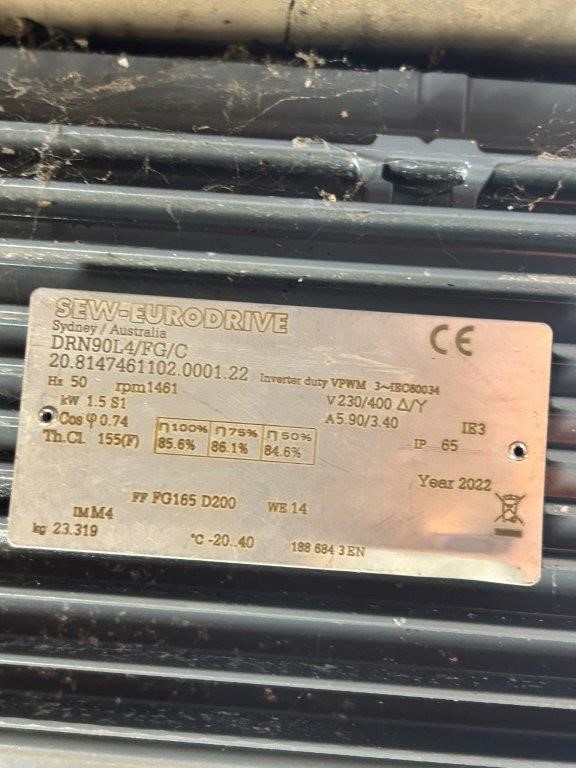 SEW-EURODRIVE
Sydney / Australia
DRN90L4/FG/C
20.8147461102.0001.22 Inverter duty VPWM 3~IEC60034
Hz 50 rpm1461 V 230/400 Δ/Y
kW 1.5 S1 A 5.90/3.40 IE3
Cos φ 0.74 η100% η75% η50% IP 65
Th.Cl. 155(F) 85.6% 86.1% 84.6%
Year 2022
FF FG165 D200 WE 14
IM M4
kg 23.319 °C -20..40 188 684 3 EN
CE